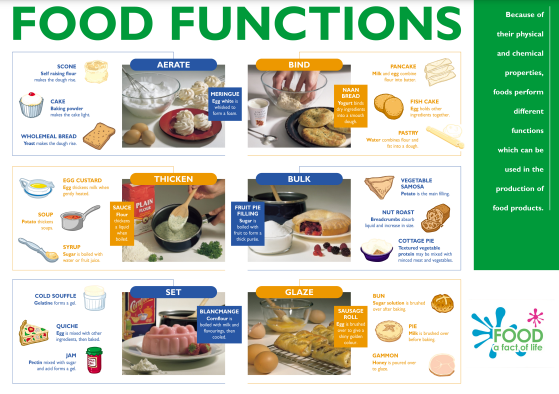 FOOD FUNCTIONS
Because of
their physical
and chemical
properties,
foods perform
different
functions
which can be
used in the
production of
food products.
AERATE
SCONE
Self raising flour
makes the dough rise.
CAKE
Baking powder
makes the cake light.
WHOLEMEAL BREAD
Yeast makes the dough rise.
MERINGUE
Egg white is
whisked to
form a foam.
BIND
NAAN
BREAD
Yogurt binds
dry ingredients
into a smooth
dough.
PANCAKE
Milk and egg combine
flour into batter.
FISH CAKE
Egg holds other
ingredients together.
PASTRY
Water combines flour and
fat into a dough.
THICKEN
EGG CUSTARD
Egg thickens milk when
gently heated.
SOUP
Potato thickens
soups.
SYRUP
Sugar is boiled with
water or fruit juice.
SAUCE
Flour
thickens
a liquid
when
boiled.
PLAIN
FLOUR
BULK
FRUIT PIE
FILLING
Sugar is
boiled with
fruit to form a
thick purée.
VEGETABLE
SAMOSA
Potato is the main filling.
NUT ROAST
Breadcrumbs absorb
liquid and increase in size.
COTTAGE PIE
Textured vegetable
protein may be mixed with
minced meat and vegetables.
SET
COLD SOUFFLE
Gelatine forms a gel.
QUICHE
Egg is mixed with other
ingredients, then baked.
JAM
Pectin mixed with sugar
and acid forms a gel.
BLANCMANGE
Cornflour is
boiled with milk and
flavourings, then
cooled.
GLAZE
SAUSAGE
ROLL
Egg is brushed
over to give a
shiny golden
colour.
BUN
Sugar solution is brushed
over after baking.
PIE
Milk is brushed over
before baking.
GAMMON
Honey is poured over
to glaze.
FOOD
a fact of life